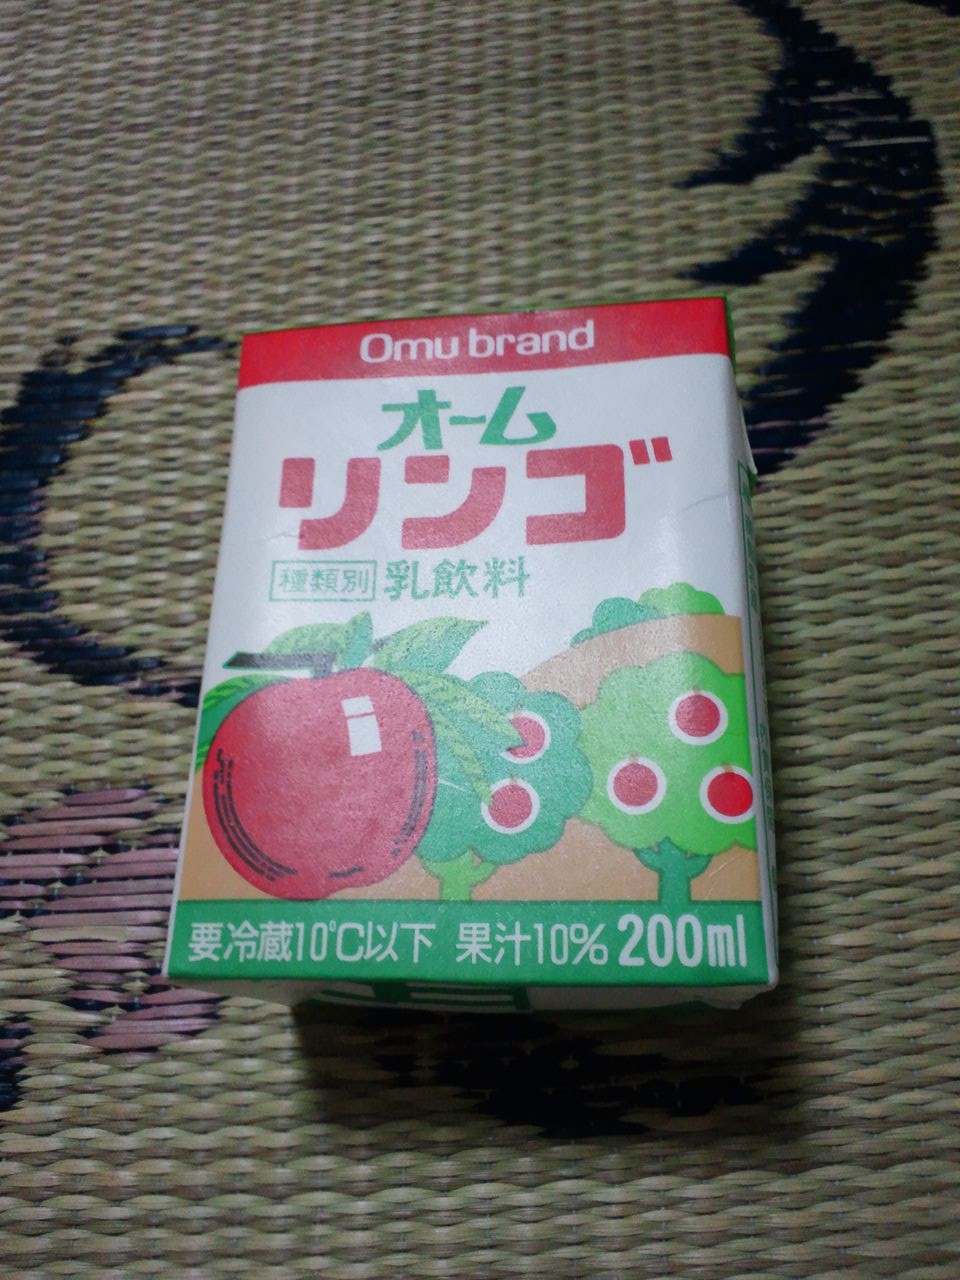 Omu brand
オーム
リンゴ
種類別 乳飲料
要冷蔵10℃以下 果汁10% 200ml